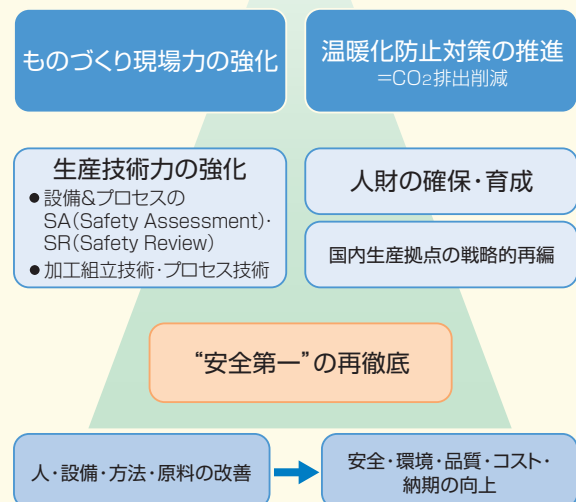 ものづくり現場力の強化
温暖化防止対策の推進
=CO2排出削減
生産技術力の強化
●設備&プロセスの
SA(Safety Assessment)・
SR(Safety Review)
●加工組立技術・プロセス技術
人財の確保・育成
国内生産拠点の戦略的再編
“安全第一”の再徹底
人・設備・方法・原料の改善
安全・環境・品質・コスト・
納期の向上